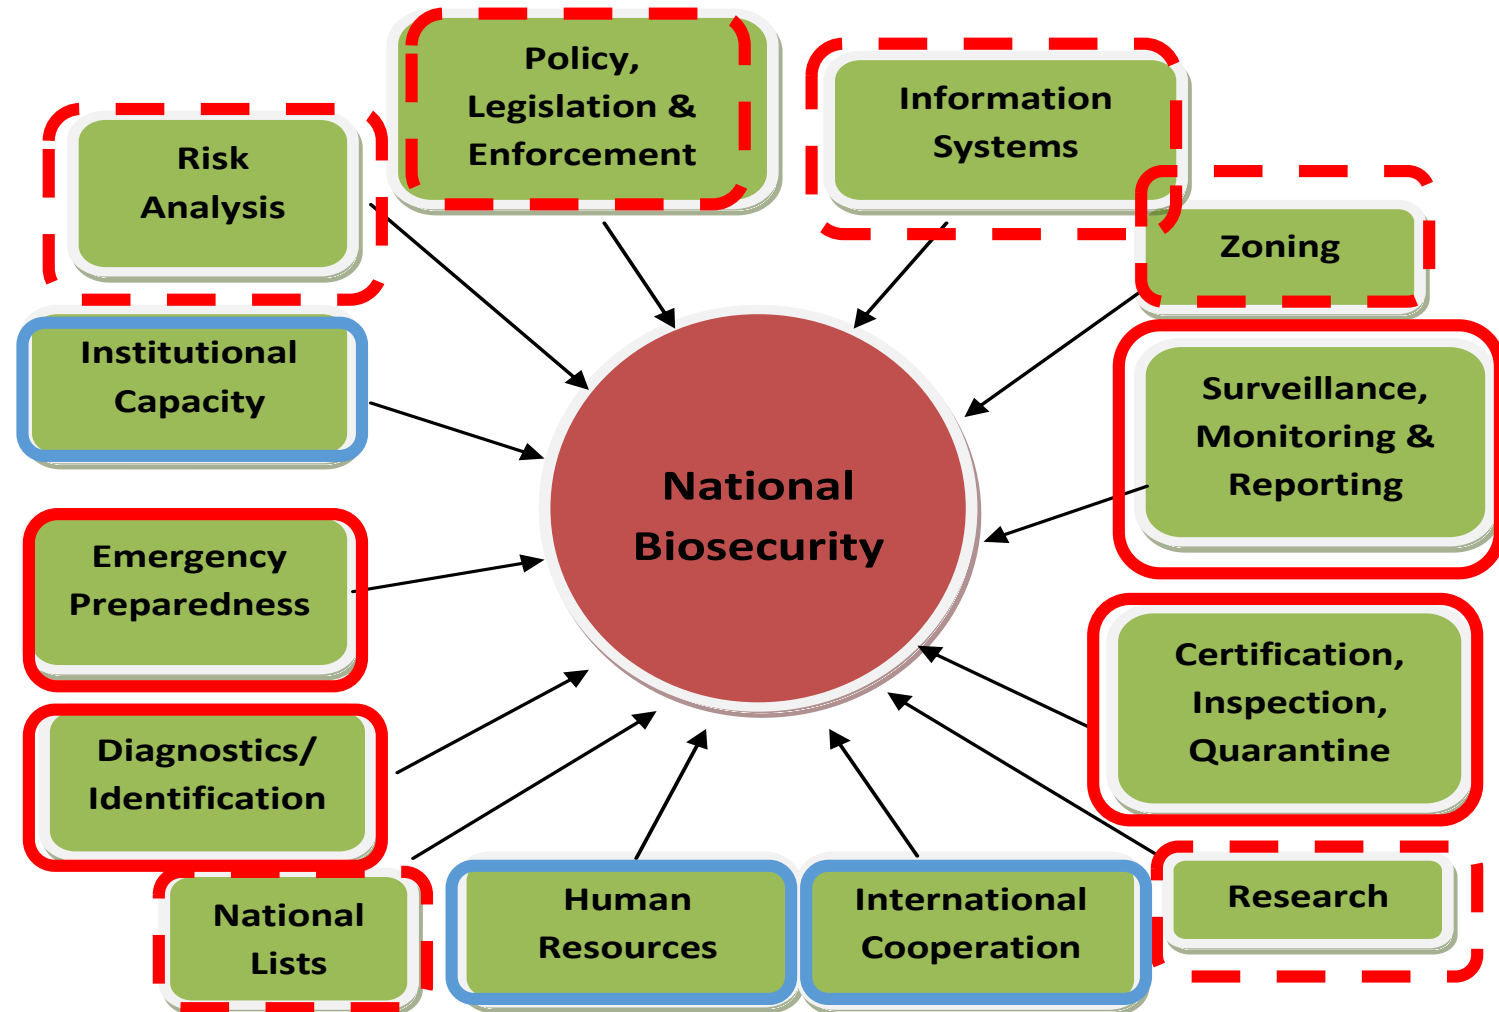 Policy,
Legislation &
Enforcement
Information
Systems
Risk
Analysis
Zoning
Institutional
Capacity
Surveillance,
Monitoring &
Reporting
National
Biosecurity
Emergency
Preparedness
Certification,
Inspection,
Quarantine
Diagnostics/
Identification
National
Lists
Human
Resources
International
Cooperation
Research